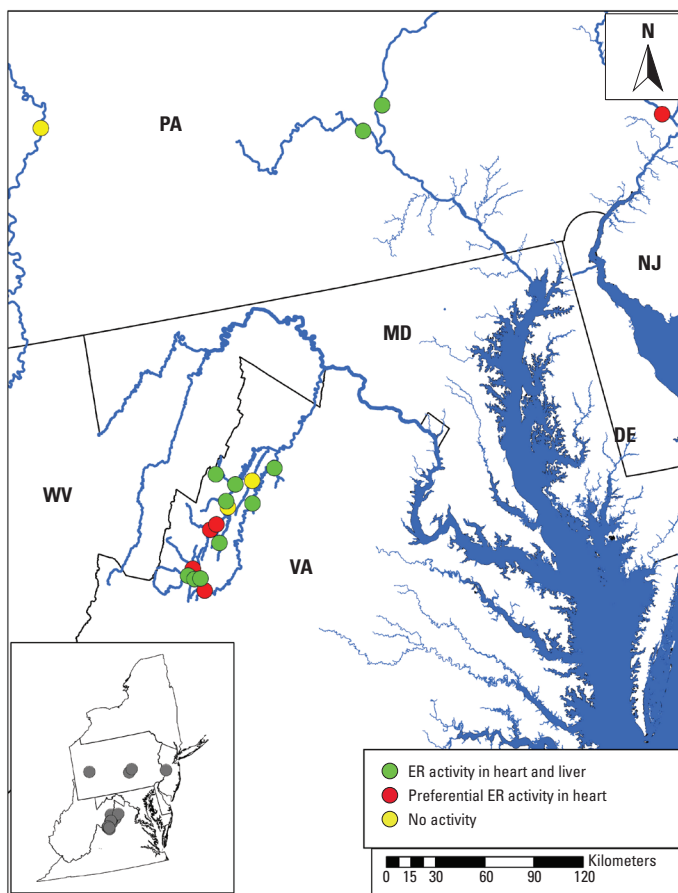 N
PA
NJ
MD
DE
WV
VA
ER activity in heart and liver
Preferential ER activity in heart
No activity
Kilometers
0 15 30 60 90 120